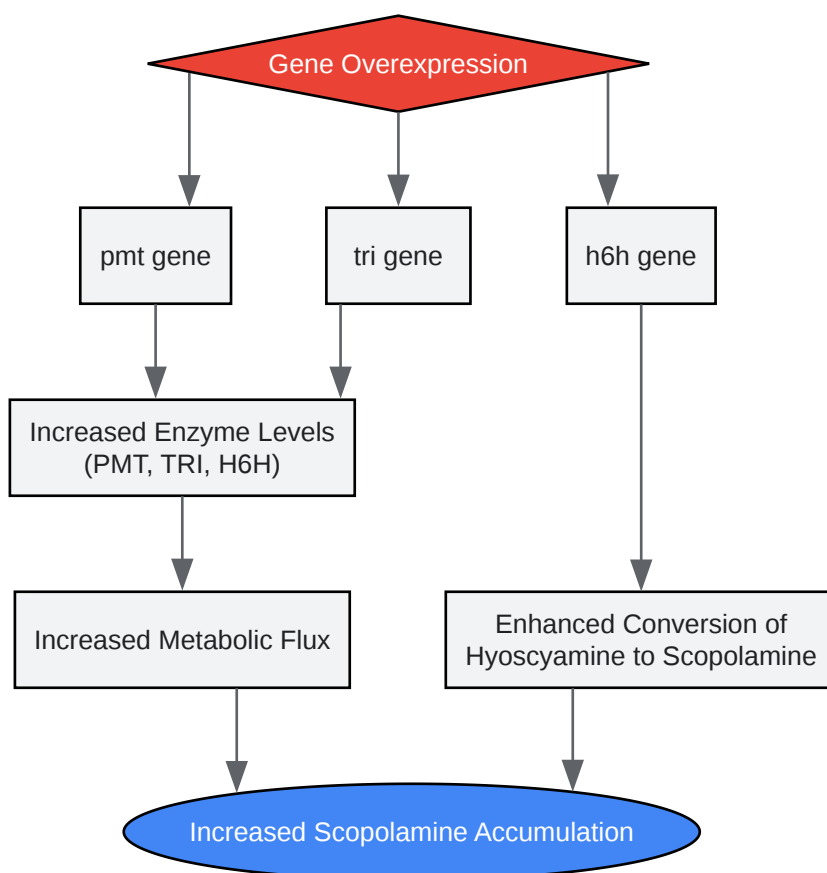 Gene Overexpression
pmt gene
tri gene
h6h gene
Increased Enzyme Levels
(PMT, TRI, H6H)
Increased Metabolic Flux
Enhanced Conversion of
Hyoscyamine to Scopolamine
Increased Scopolamine Accumulation